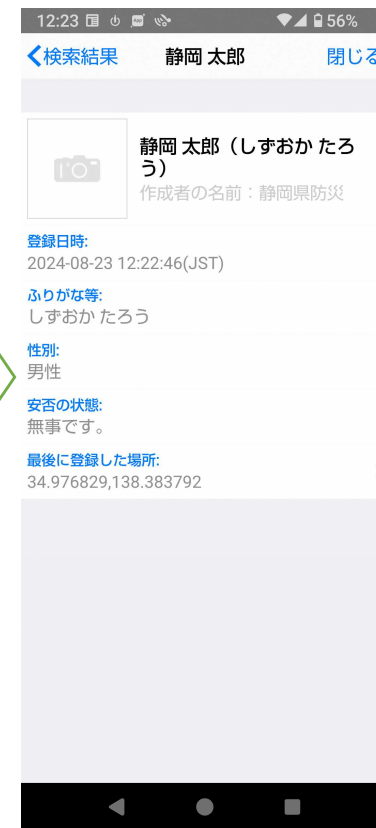 12:23 56%
検索結果 静岡 太郎 閉じる
静岡 太郎（しずおか たろ
う）
作成者の名前：静岡県防災
登録日時:
2024-08-23 12:22:46(JST)
ふりがな等:
しずおか たろう
性別:
男性
安否の状態:
無事です。
最後に登録した場所:
34.976829,138.383792